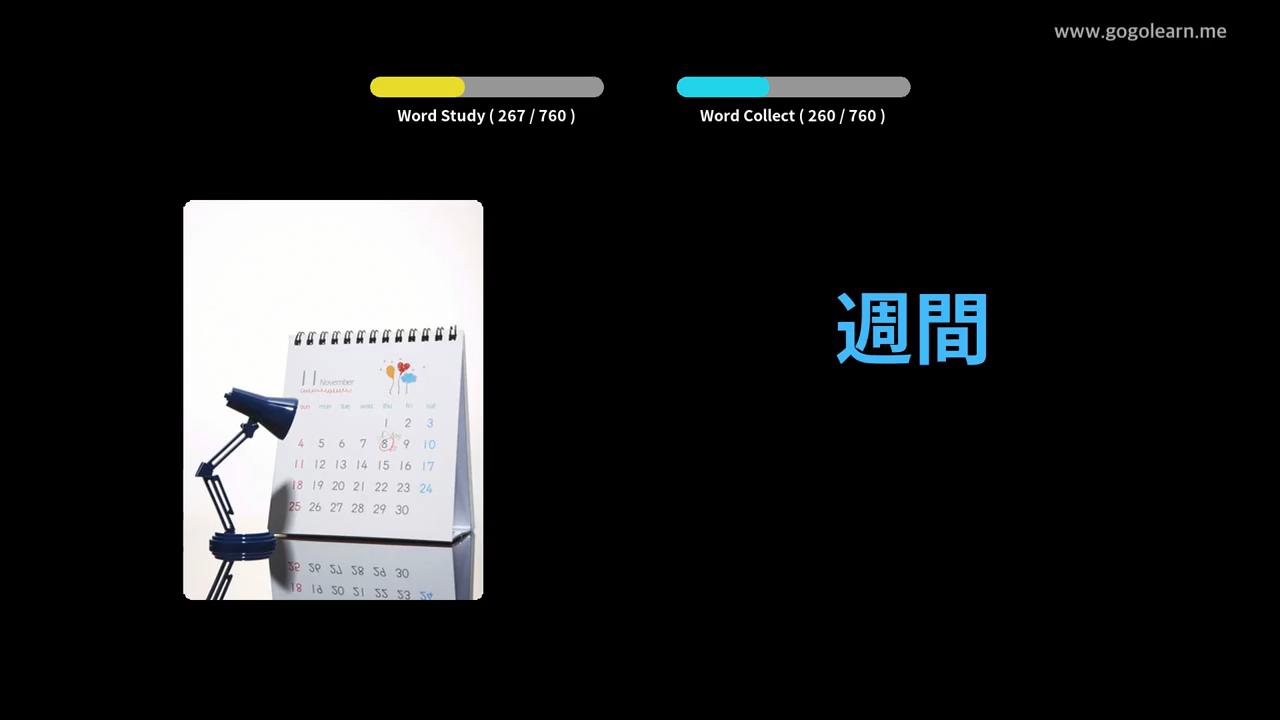 www.gogolearn.me
Word Study ( 267 / 760 )
Word Collect ( 260 / 760 )
週間
11 November
sun mon tue wed thu fri sat
1 2 3
4 5 6 7 8 9 10
11 12 13 14 15 16 17
18 19 20 21 22 23 24
25 26 27 28 29 30